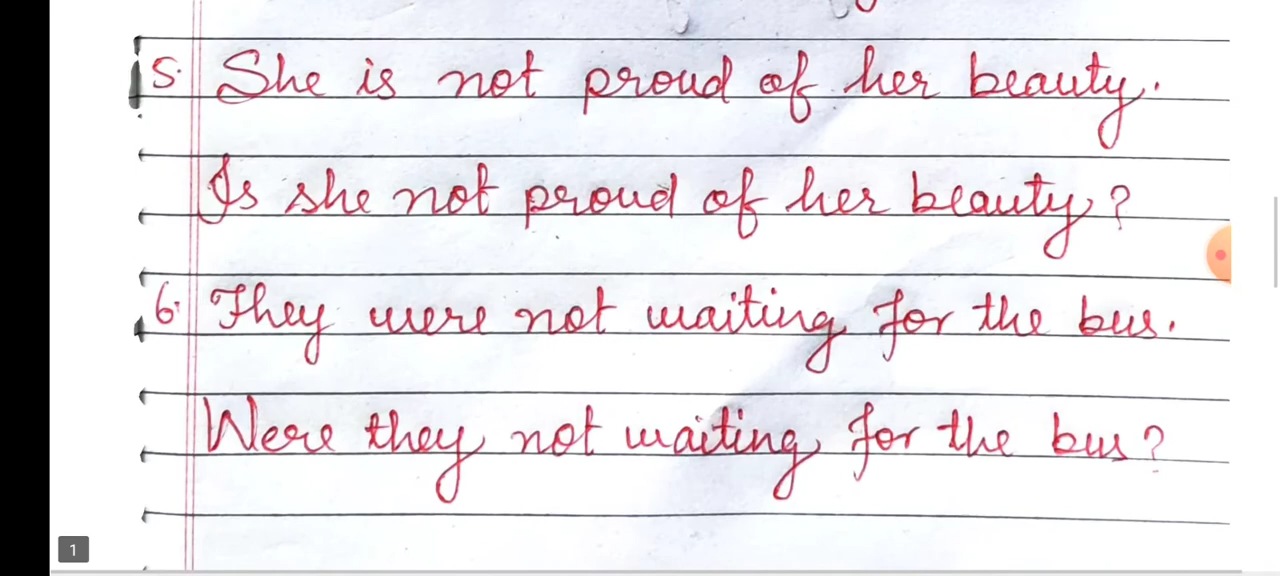 5. She is not proud of her beauty.
Is she not proud of her beauty?
6. They were not waiting for the bus.
Were they not waiting for the bus?
1